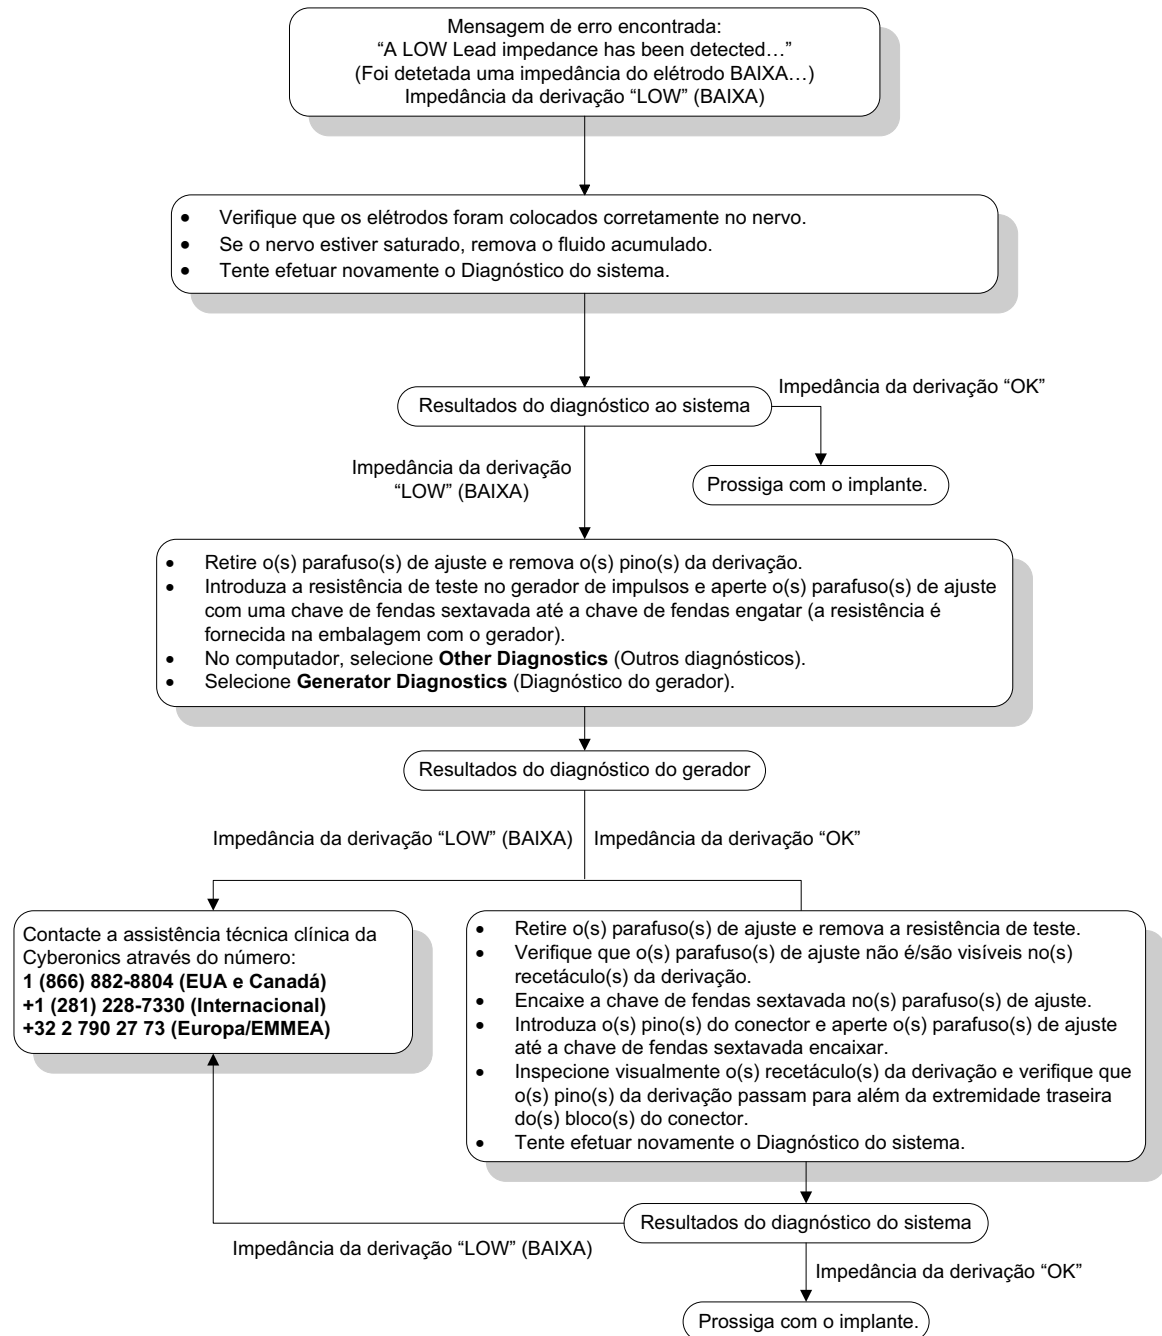 Mensagem de erro encontrada:
“A LOW Lead impedance has been detected…”
(Foi detetada uma impedância do elétrodo BAIXA…)
Impedância da derivação “LOW” (BAIXA)
• Verifique que os elétrodos foram colocados corretamente no nervo.
• Se o nervo estiver saturado, remova o fluido acumulado.
• Tente efetuar novamente o Diagnóstico do sistema.
Resultados do diagnóstico ao sistema
Impedância da derivação “OK”
Prossiga com o implante.
Impedância da derivação
“LOW” (BAIXA)
• Retire o(s) parafuso(s) de ajuste e remova o(s) pino(s) da derivação.
• Introduza a resistência de teste no gerador de impulsos e aperte o(s) parafuso(s) de ajuste
com uma chave de fendas sextavada até a chave de fendas engatar (a resistência é
fornecida na embalagem com o gerador).
• No computador, selecione Other Diagnostics (Outros diagnósticos).
• Selecione Generator Diagnostics (Diagnóstico do gerador).
Resultados do diagnóstico do gerador
Impedância da derivação “LOW” (BAIXA)
Impedância da derivação “OK”
Contacte a assistência técnica clínica da
Cyberonics através do número:
1 (866) 882-8804 (EUA e Canadá)
+1 (281) 228-7330 (Internacional)
+32 2 790 27 73 (Europa/EMMEA)
• Retire o(s) parafuso(s) de ajuste e remova a resistência de teste.
• Verifique que o(s) parafuso(s) de ajuste não é/são visíveis no(s)
recetáculo(s) da derivação.
• Encaixe a chave de fendas sextavada no(s) parafuso(s) de ajuste.
• Introduza o(s) pino(s) do conector e aperte o(s) parafuso(s) de ajuste
até a chave de fendas sextavada encaixar.
• Inspecione visualmente o(s) recetáculo(s) da derivação e verifique que
o(s) pino(s) da derivação passam para além da extremidade traseira
do(s) bloco(s) do conector.
• Tente efetuar novamente o Diagnóstico do sistema.
Resultados do diagnóstico do sistema
Impedância da derivação “LOW” (BAIXA)
Impedância da derivação “OK”
Prossiga com o implante.